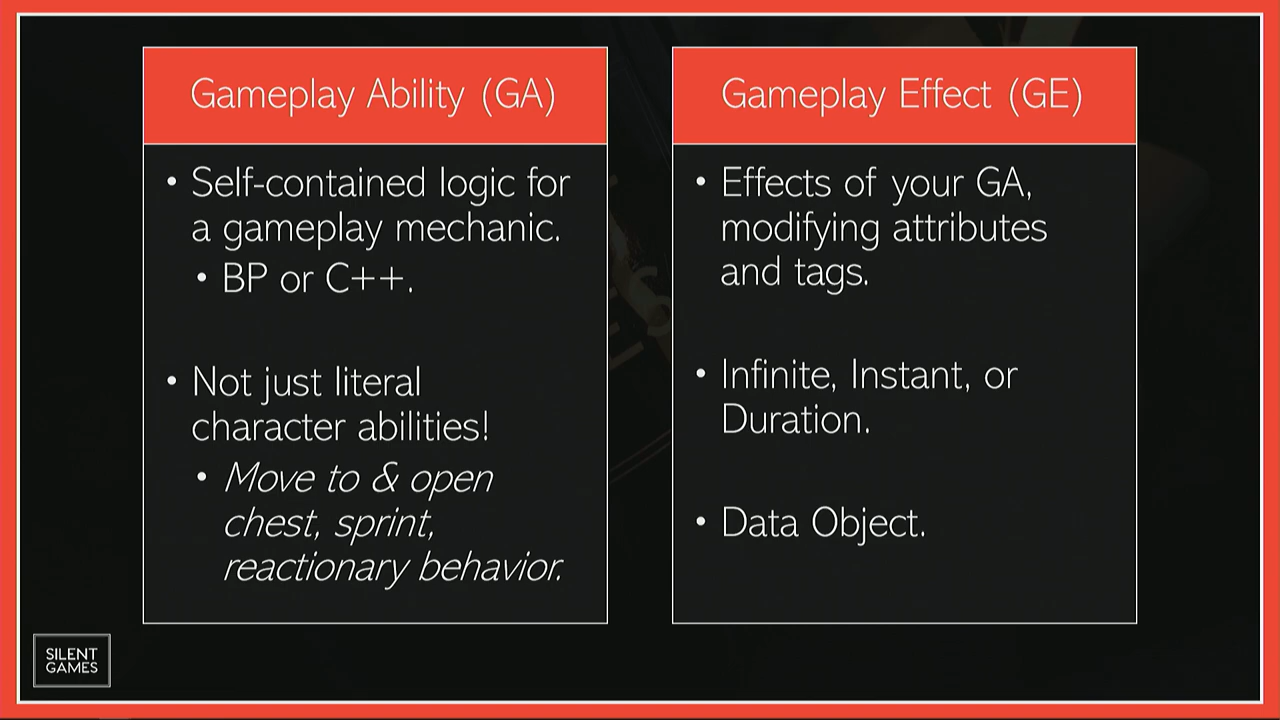 Gameplay Ability (GA)
• Self-contained logic for
a gameplay mechanic.
• BP or C++.
• Not just literal
character abilities!
• Move to & open
chest, sprint,
reactionary behavior.
Gameplay Effect (GE)
• Effects of your GA,
modifying attributes
and tags.
• Infinite, Instant, or
Duration.
• Data Object.
SILENT
GAMES